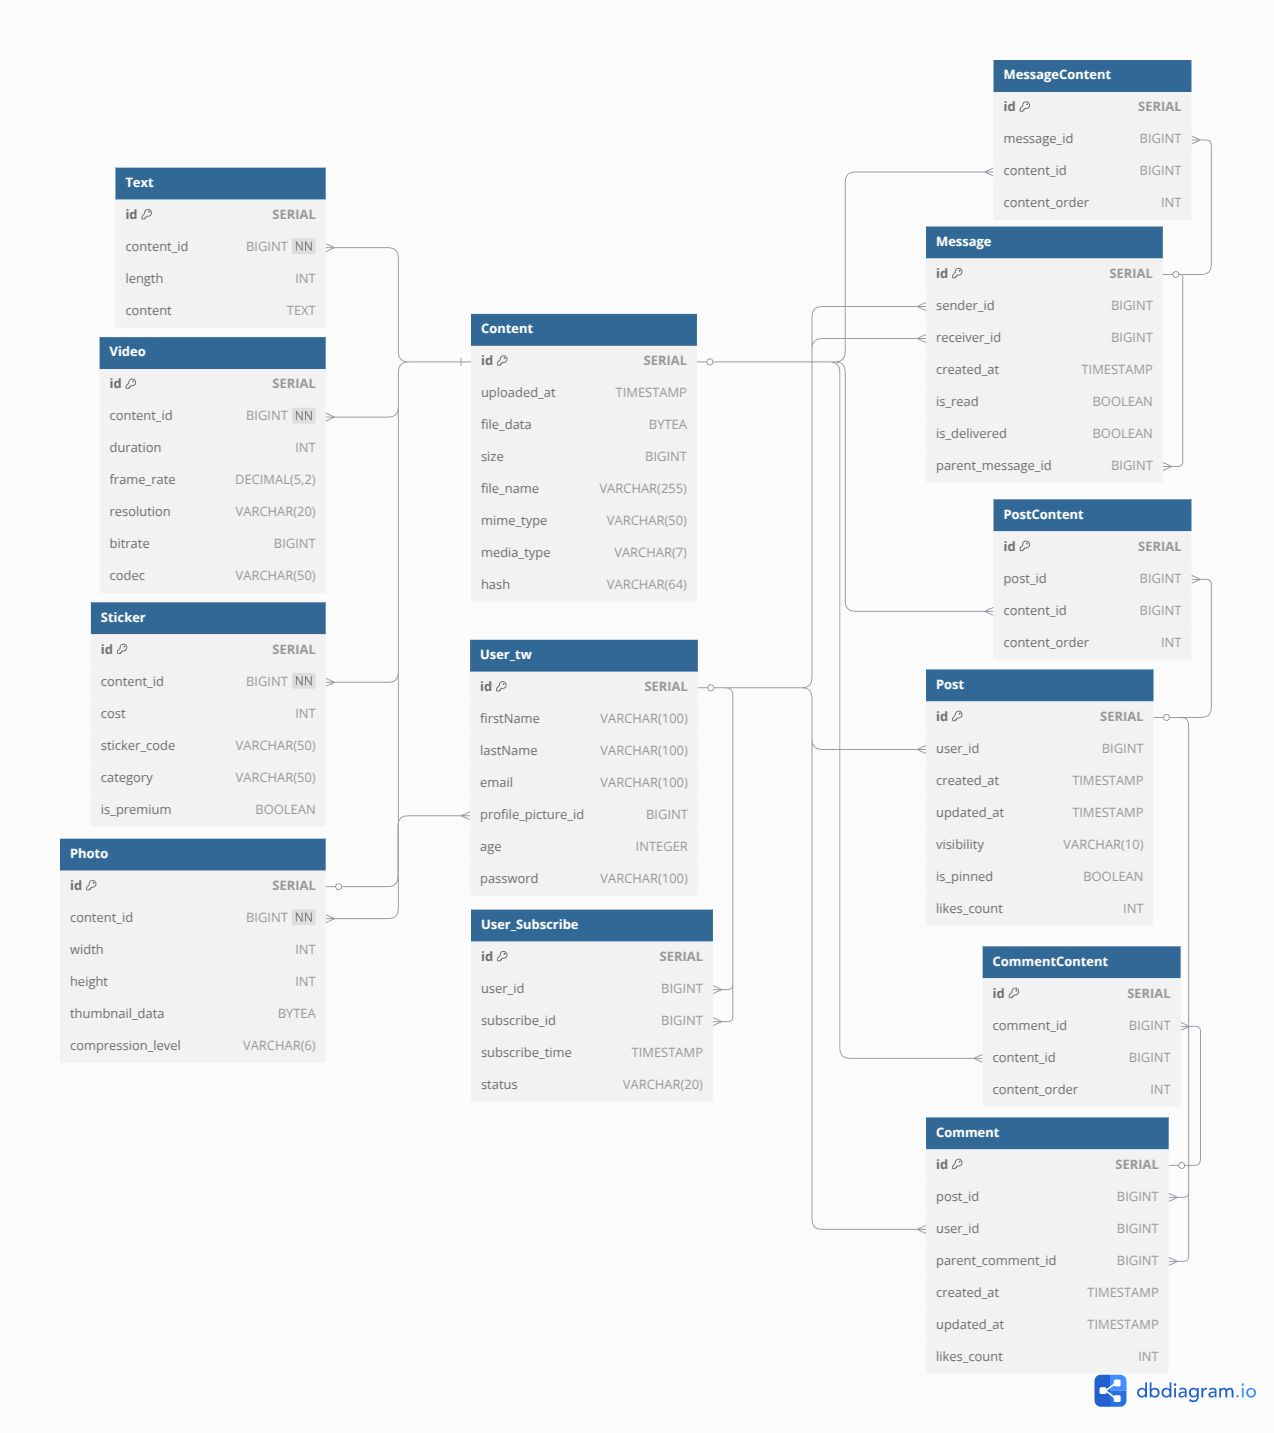 Text
id SERIAL
content_id BIGINT NN
length INT
content TEXT
Video
id SERIAL
content_id BIGINT NN
duration INT
frame_rate DECIMAL(5,2)
resolution VARCHAR(20)
bitrate BIGINT
codec VARCHAR(50)
Sticker
id SERIAL
content_id BIGINT NN
cost INT
sticker_code VARCHAR(50)
category VARCHAR(50)
is_premium BOOLEAN
Photo
id SERIAL
content_id BIGINT NN
width INT
height INT
thumbnail_data BYTEA
compression_level VARCHAR(6)
Content
id SERIAL
uploaded_at TIMESTAMP
file_data BYTEA
size BIGINT
file_name VARCHAR(255)
mime_type VARCHAR(50)
media_type VARCHAR(7)
hash VARCHAR(64)
User_tw
id SERIAL
firstName VARCHAR(100)
lastName VARCHAR(100)
email VARCHAR(100)
profile_picture_id BIGINT
age INTEGER
password VARCHAR(100)
User_Subscribe
id SERIAL
user_id BIGINT
subscribe_id BIGINT
subscribe_time TIMESTAMP
status VARCHAR(20)
MessageContent
id SERIAL
message_id BIGINT
content_id BIGINT
content_order INT
Message
id SERIAL
sender_id BIGINT
receiver_id BIGINT
created_at TIMESTAMP
is_read BOOLEAN
is_delivered BOOLEAN
parent_message_id BIGINT
PostContent
id SERIAL
post_id BIGINT
content_id BIGINT
content_order INT
Post
id SERIAL
user_id BIGINT
created_at TIMESTAMP
updated_at TIMESTAMP
visibility VARCHAR(10)
is_pinned BOOLEAN
likes_count INT
CommentContent
id SERIAL
comment_id BIGINT
content_id BIGINT
content_order INT
Comment
id SERIAL
post_id BIGINT
user_id BIGINT
parent_comment_id BIGINT
created_at TIMESTAMP
updated_at TIMESTAMP
likes_count INT
dbdiagram.io